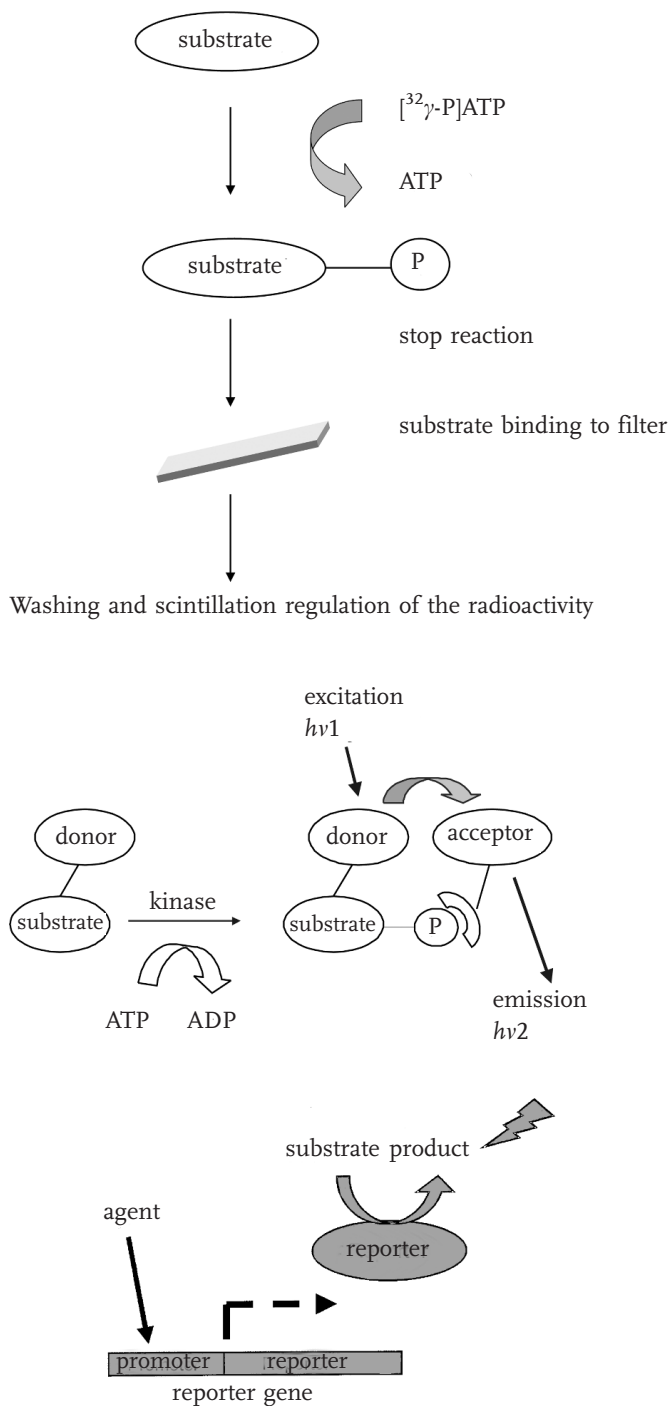 substrate
[³²γ-P]ATP
ATP
substrate P
stop reaction
substrate binding to filter
Washing and scintillation regulation of the radioactivity
excitation
hν1
donor donor acceptor
substrate kinase substrate P
ATP ADP
emission
hν2
substrate product
agent
reporter
promoter reporter
reporter gene